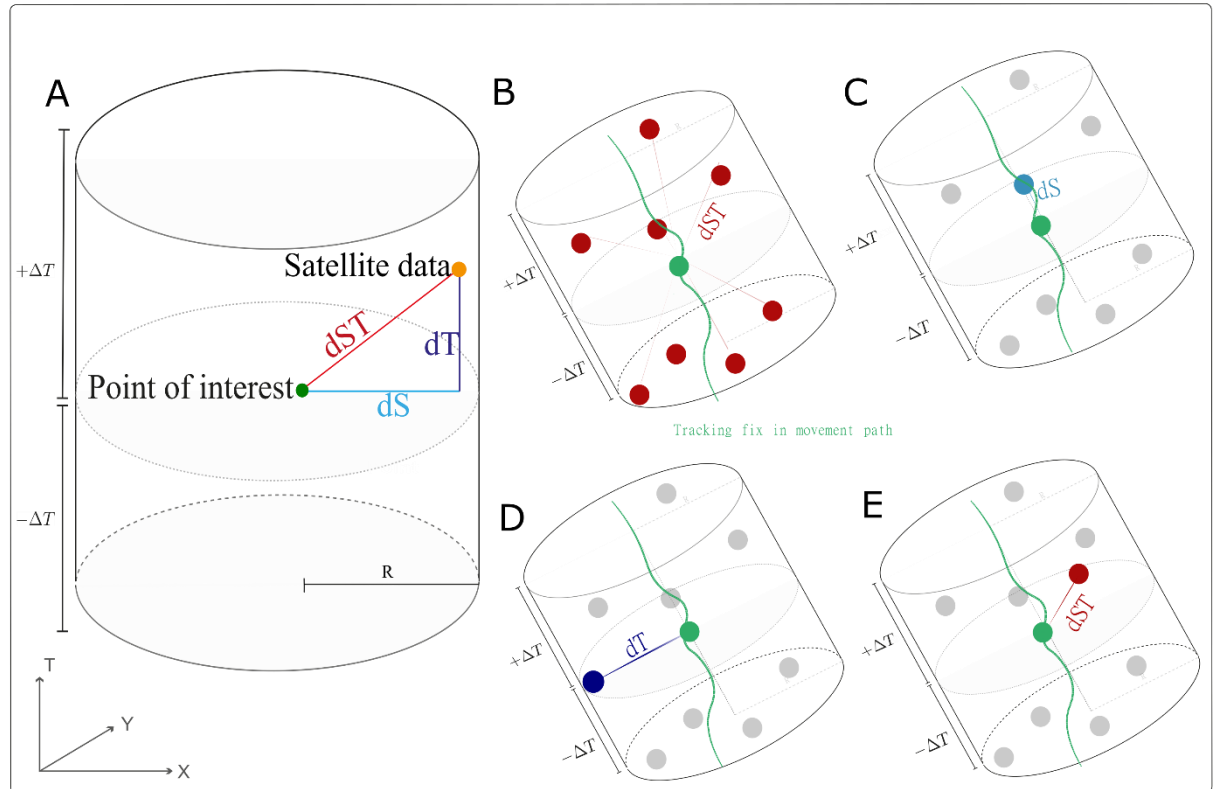 A
+ΔT
Satellite data
dST
dT
Point of interest
dS
−ΔT
R
T
Y
X
B
R
dST
+ΔT
−ΔT
C
dS
+ΔT
−ΔT
Tracking fix in movement path
D
R
+ΔT
dT
−ΔT
E
R
dST
+ΔT
−ΔT